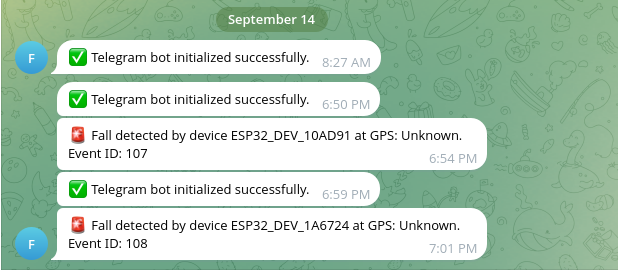 September 14
✅ Telegram bot initialized successfully. 8:27 AM
F
✅ Telegram bot initialized successfully. 6:50 PM
🚨 Fall detected by device ESP32_DEV_10AD91 at GPS: Unknown.
Event ID: 107 6:54 PM
✅ Telegram bot initialized successfully. 6:59 PM
🚨 Fall detected by device ESP32_DEV_1A6724 at GPS: Unknown.
Event ID: 108 7:01 PM
F